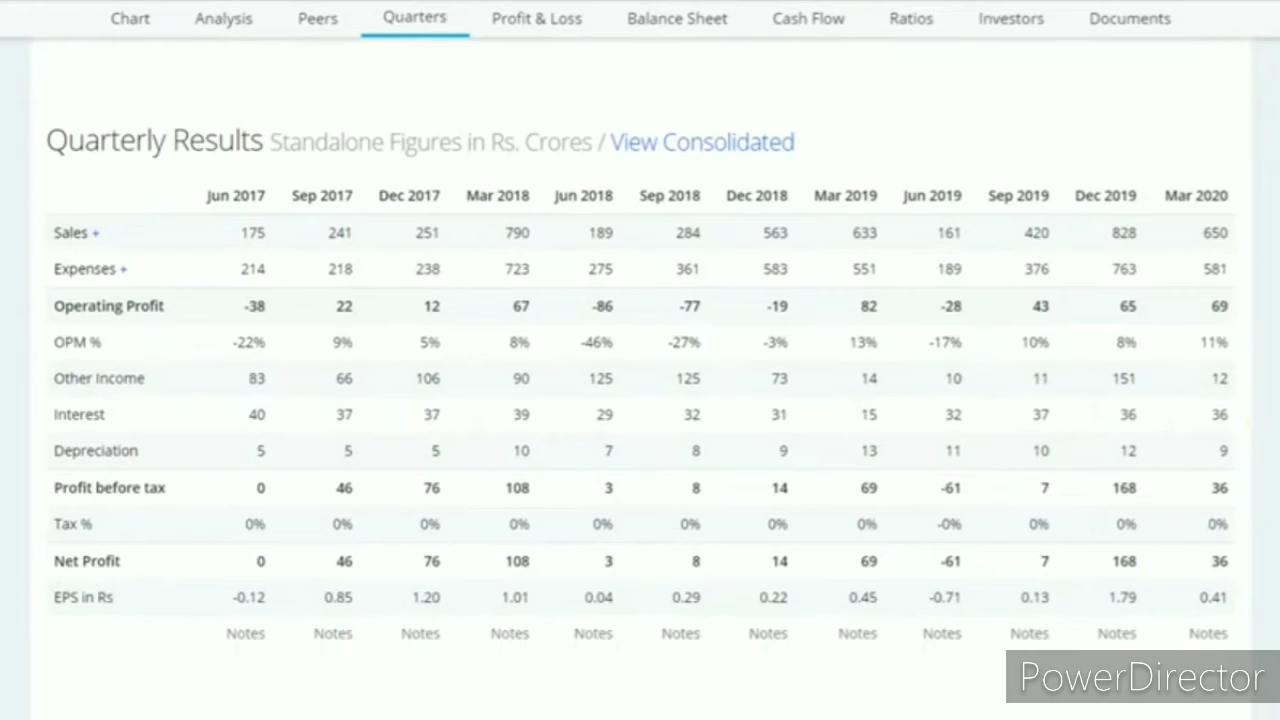 Chart Analysis Peers Quarters Profit & Loss Balance Sheet Cash Flow Ratios Investors Documents
Quarterly Results Standalone Figures in Rs. Crores / View Consolidated
Jun 2017 Sep 2017 Dec 2017 Mar 2018 Jun 2018 Sep 2018 Dec 2018 Mar 2019 Jun 2019 Sep 2019 Dec 2019 Mar 2020
Sales + 175 241 251 790 189 284 563 633 161 420 828 650
Expenses + 214 218 238 723 275 361 583 551 189 376 763 581
Operating Profit -38 22 12 67 -86 -77 -19 82 -28 43 65 69
OPM % -22% 9% 5% 8% -46% -27% -3% 13% -17% 10% 8% 11%
Other Income 83 66 106 90 125 125 73 14 10 11 151 12
Interest 40 37 37 39 29 32 31 15 32 37 36 36
Depreciation 5 5 5 10 7 8 9 13 11 10 12 9
Profit before tax 0 46 76 108 3 8 14 69 -61 7 168 36
Tax % 0% 0% 0% 0% 0% 0% 0% 0% -0% 0% 0% 0%
Net Profit 0 46 76 108 3 8 14 69 -61 7 168 36
EPS in Rs -0.12 0.85 1.20 1.01 0.04 0.29 0.22 0.45 -0.71 0.13 1.79 0.41
Notes Notes Notes Notes Notes Notes Notes Notes Notes Notes Notes Notes
PowerDirector